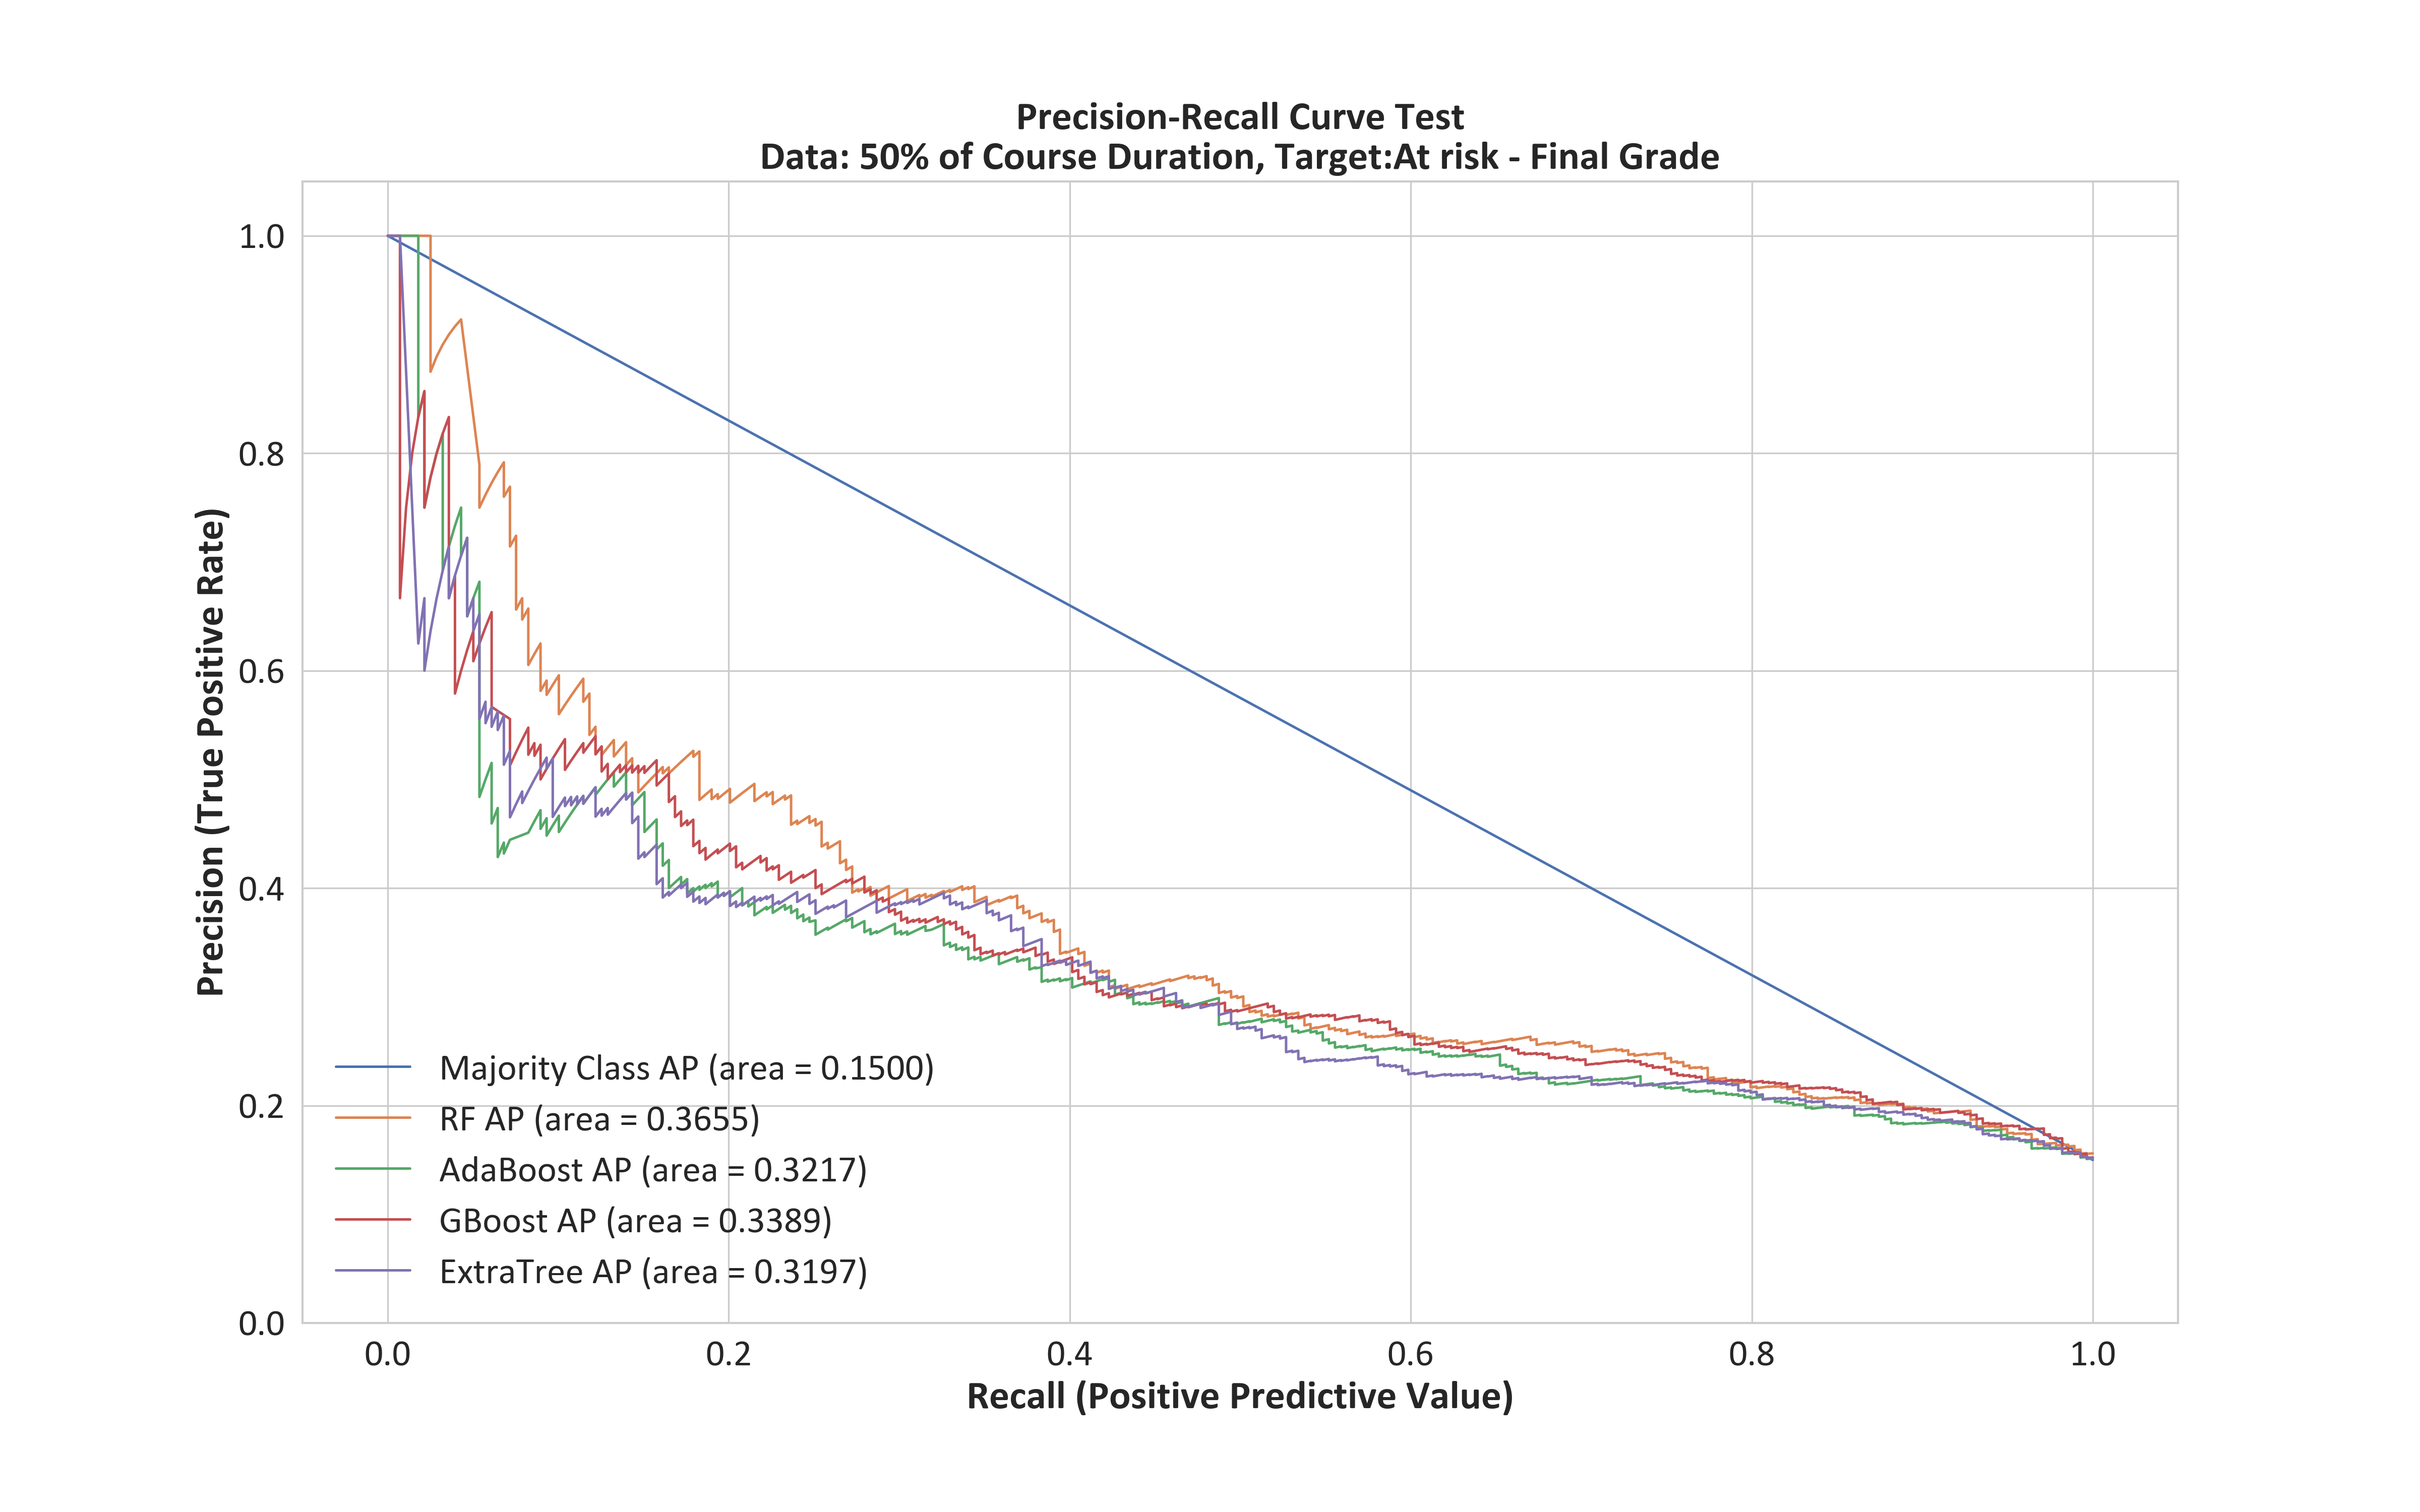 Precision-Recall Curve Test
Data: 50% of Course Duration, Target:At risk - Final Grade
1.0
0.8
0.6
0.4
0.2
0.0
Precision (True Positive Rate)
Majority Class AP (area = 0.1500)
RF AP (area = 0.3655)
AdaBoost AP (area = 0.3217)
GBoost AP (area = 0.3389)
ExtraTree AP (area = 0.3197)
0.0 0.2 0.4 0.6 0.8 1.0
Recall (Positive Predictive Value)